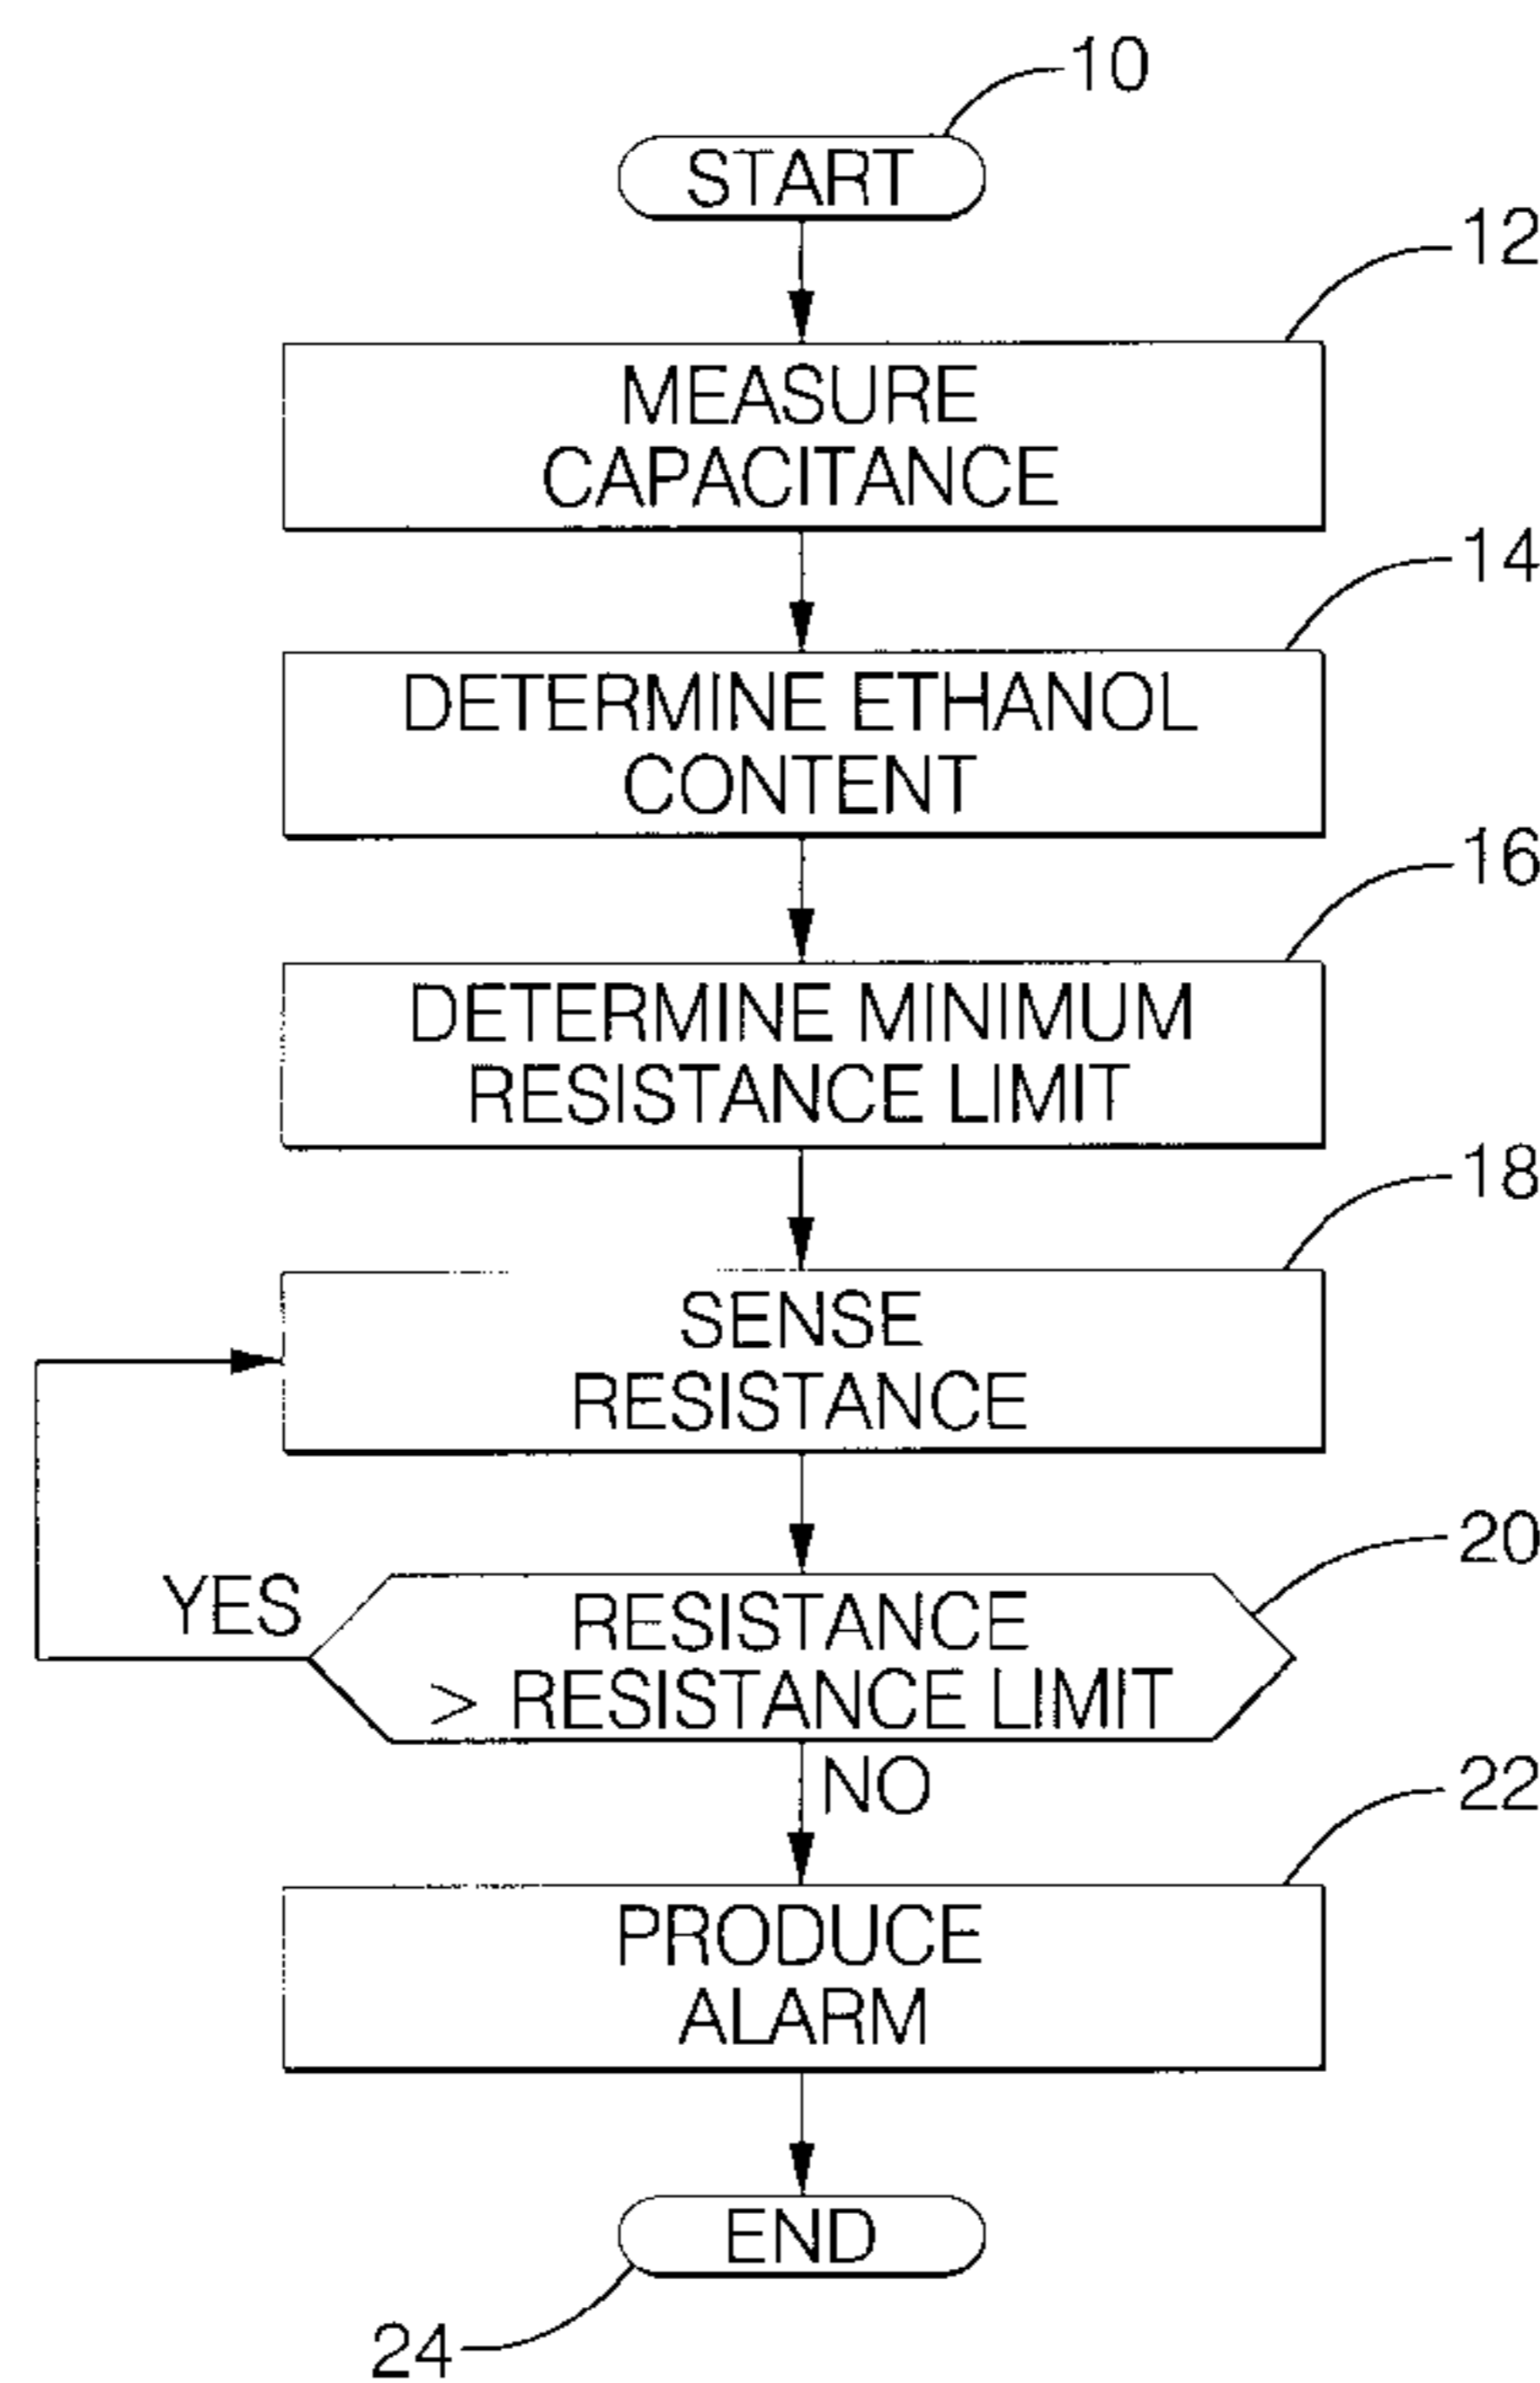 10
START
12
MEASURE
CAPACITANCE
14
DETERMINE ETHANOL
CONTENT
16
DETERMINE MINIMUM
RESISTANCE LIMIT
18
SENSE
RESISTANCE
20
YES
RESISTANCE
> RESISTANCE LIMIT
NO
22
PRODUCE
ALARM
END
24